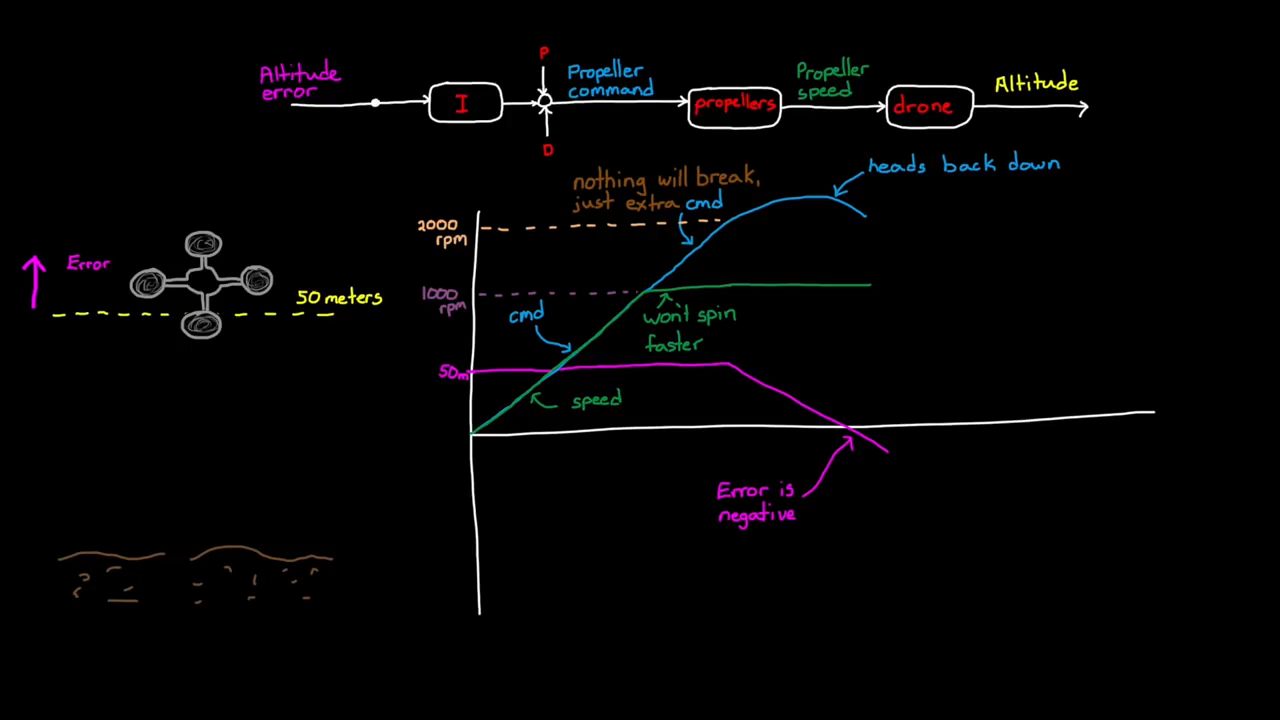 Altitude
error
I
P
D
Propeller
command
propellers
Propeller
speed
drone
Altitude
nothing will break,
just extra cmd
heads back down
2000
rpm
Error
50 meters
1000
rpm
cmd
won't spin
faster
50m
speed
Error is
negative